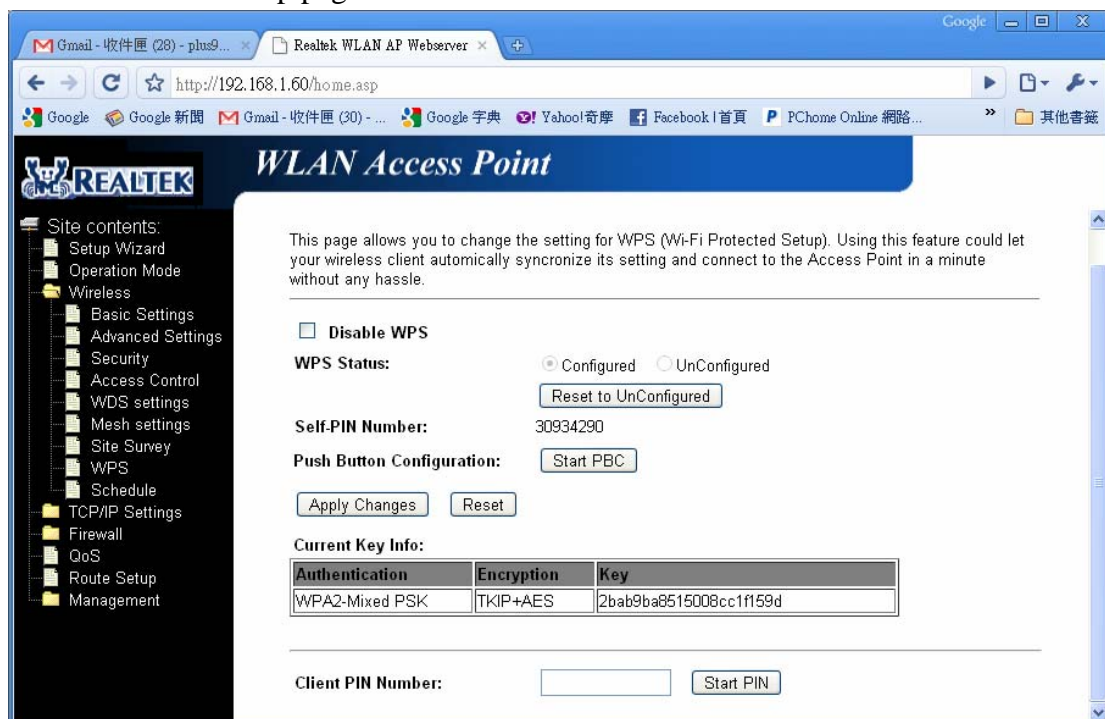 Google
Gmail - 收件匣 (28) - plus9...
Realtek WLAN AP Webserver
http://192.168.1.60/home.asp
Google
Google 新聞
Gmail - 收件匣 (30) - ...
Google 字典
Yahoo!奇摩
Facebook | 首頁
PChome Online 網路...
»
其他書籤
REALTEK
WLAN Access Point
Site contents:
Setup Wizard
Operation Mode
Wireless
Basic Settings
Advanced Settings
Security
Access Control
WDS settings
Mesh settings
Site Survey
WPS
Schedule
TCP/IP Settings
Firewall
QoS
Route Setup
Management
This page allows you to change the setting for WPS (Wi-Fi Protected Setup). Using this feature could let
your wireless client automically syncronize its setting and connect to the Access Point in a minute
without any hassle.
Disable WPS
WPS Status: Configured UnConfigured
Reset to UnConfigured
Self-PIN Number: 30934290
Push Button Configuration: Start PBC
Apply Changes Reset
Current Key Info:
Authentication Encryption Key
WPA2-Mixed PSK TKIP+AES 2bab9ba8515008cc1f159d
Client PIN Number: Start PIN